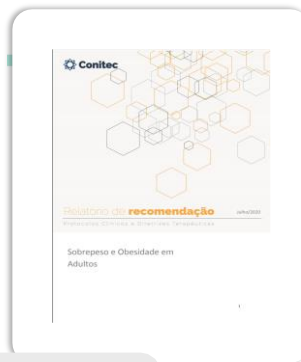 Conitec
Relatório de recomendação
Julho/2020
Protocolos Clínicos e Diretrizes Terapêuticas
Sobrepeso e Obesidade em
Adultos